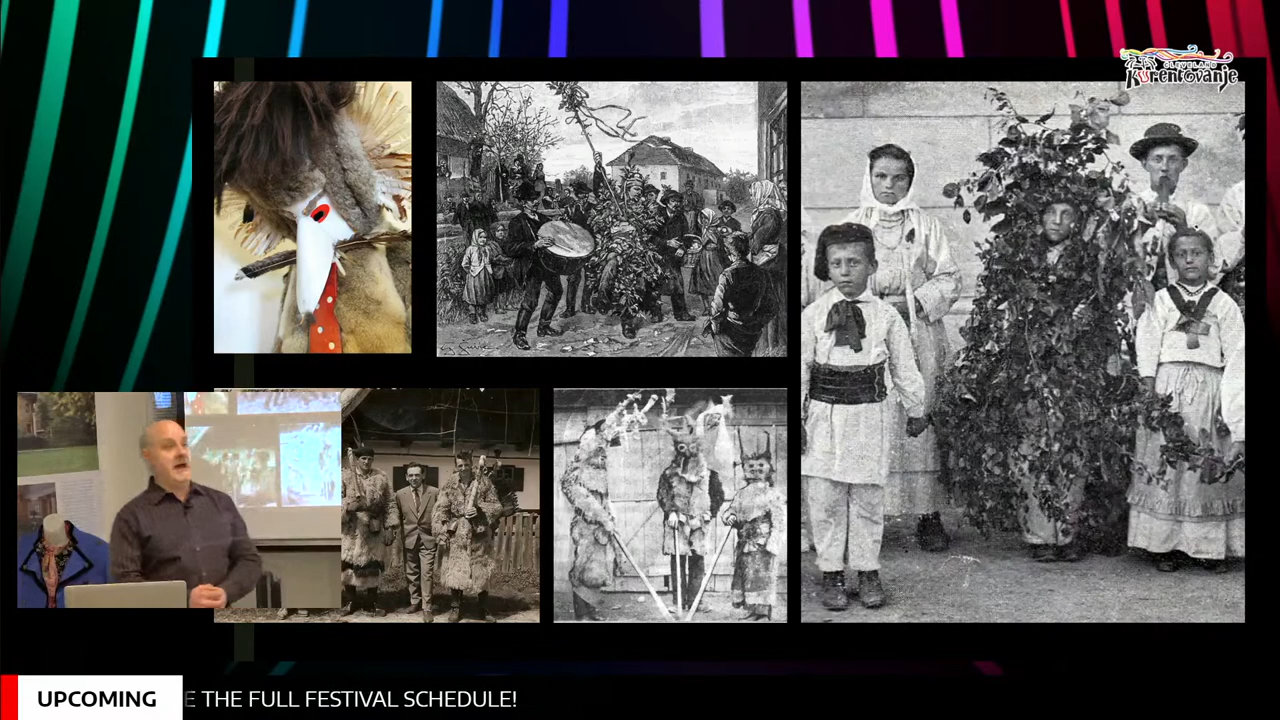 CLEVELAND
Kurentovanje
UPCOMING
E THE FULL FESTIVAL SCHEDULE!